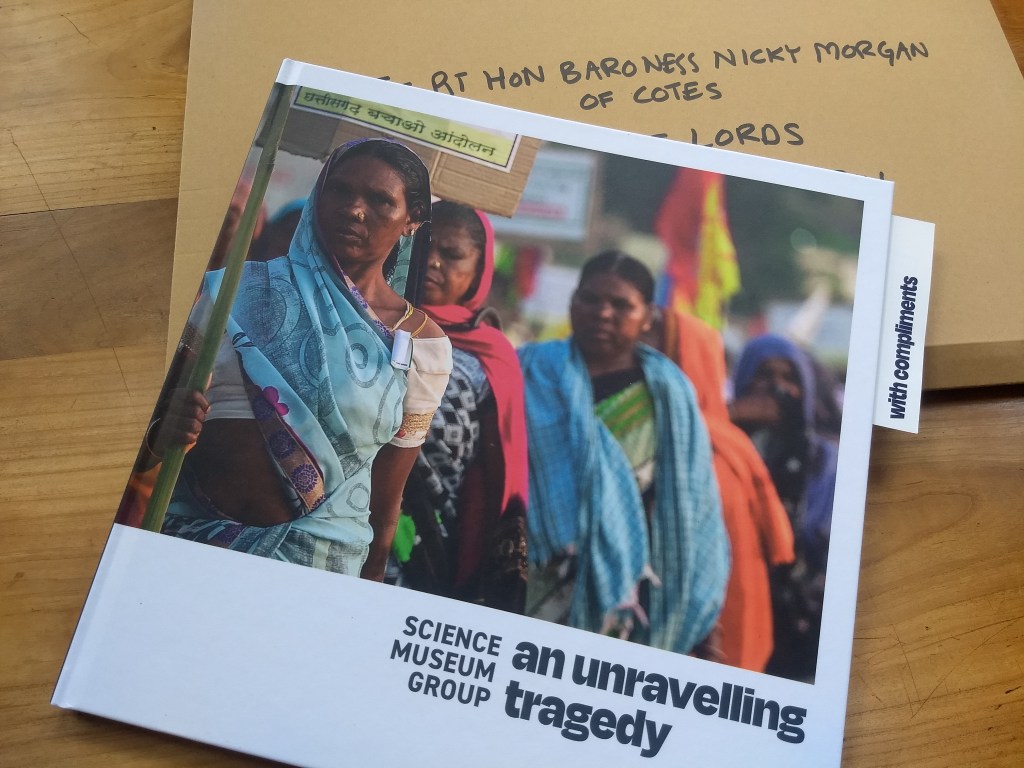 RT HON BARONESS NICKY MORGAN
OF COTES
LORDS
छत्तीसगढ़ बचाओ आंदोलन
with compliments
SCIENCE
MUSEUM
GROUP
an unravelling
tragedy